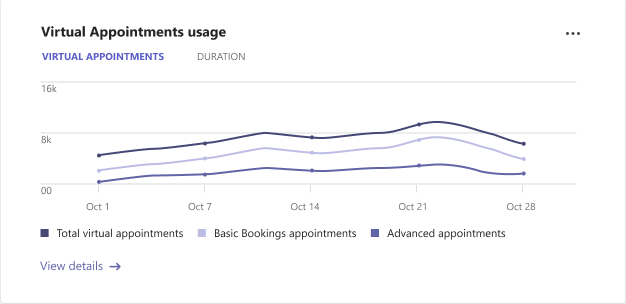 Virtual Appointments usage
VIRTUAL APPOINTMENTS DURATION
16k
8k
00
Oct 1 Oct 7 Oct 14 Oct 21 Oct 28
Total virtual appointments Basic Bookings appointments Advanced appointments
View details